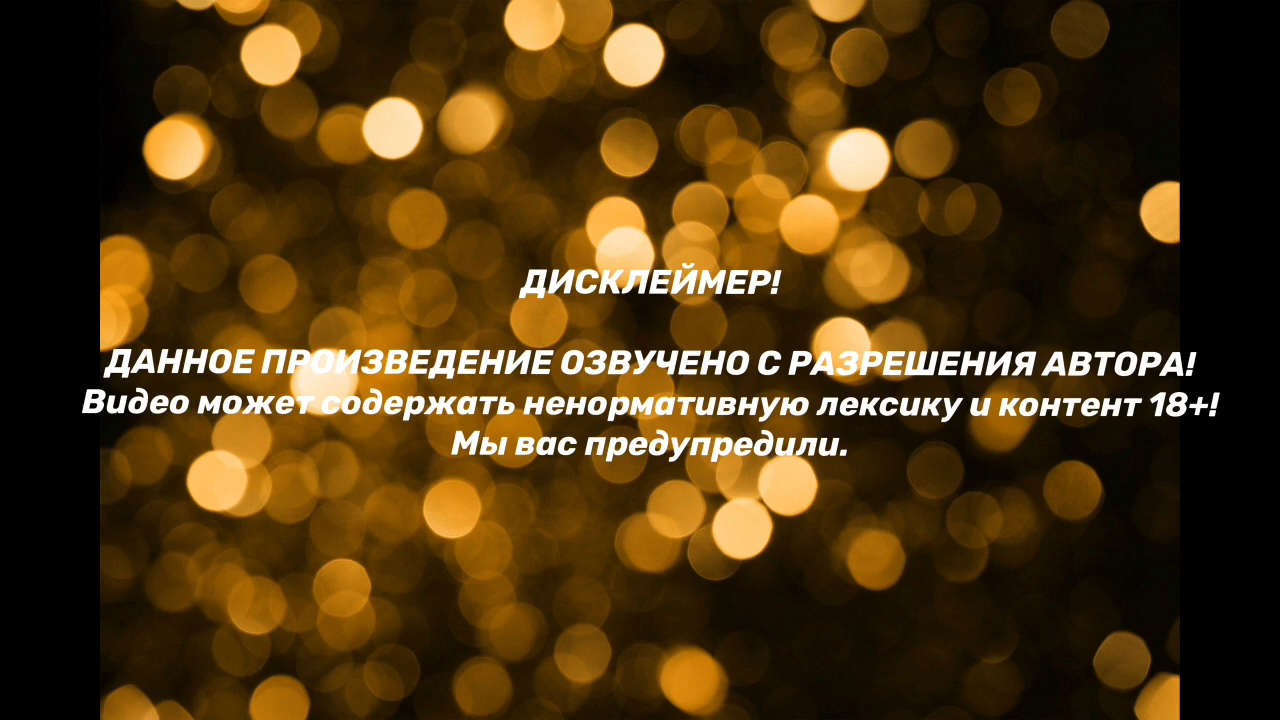 ДИСКЛЕЙМЕР!
ДАННОЕ ПРОИЗВЕДЕНИЕ ОЗВУЧЕНО С РАЗРЕШЕНИЯ АВТОРА!
Видео может содержать ненормативную лексику и контент 18+!
Мы вас предупредили.